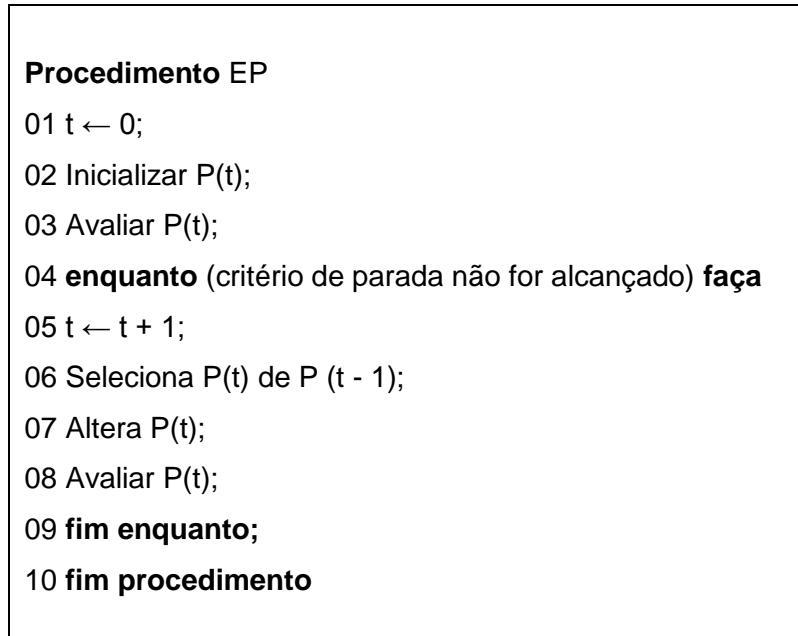 Procedimento EP
01 t ← 0;
02 Inicializar P(t);
03 Avaliar P(t);
04 enquanto (critério de parada não for alcançado) faça
05 t ← t + 1;
06 Seleciona P(t) de P (t - 1);
07 Altera P(t);
08 Avaliar P(t);
09 fim enquanto;
10 fim procedimento